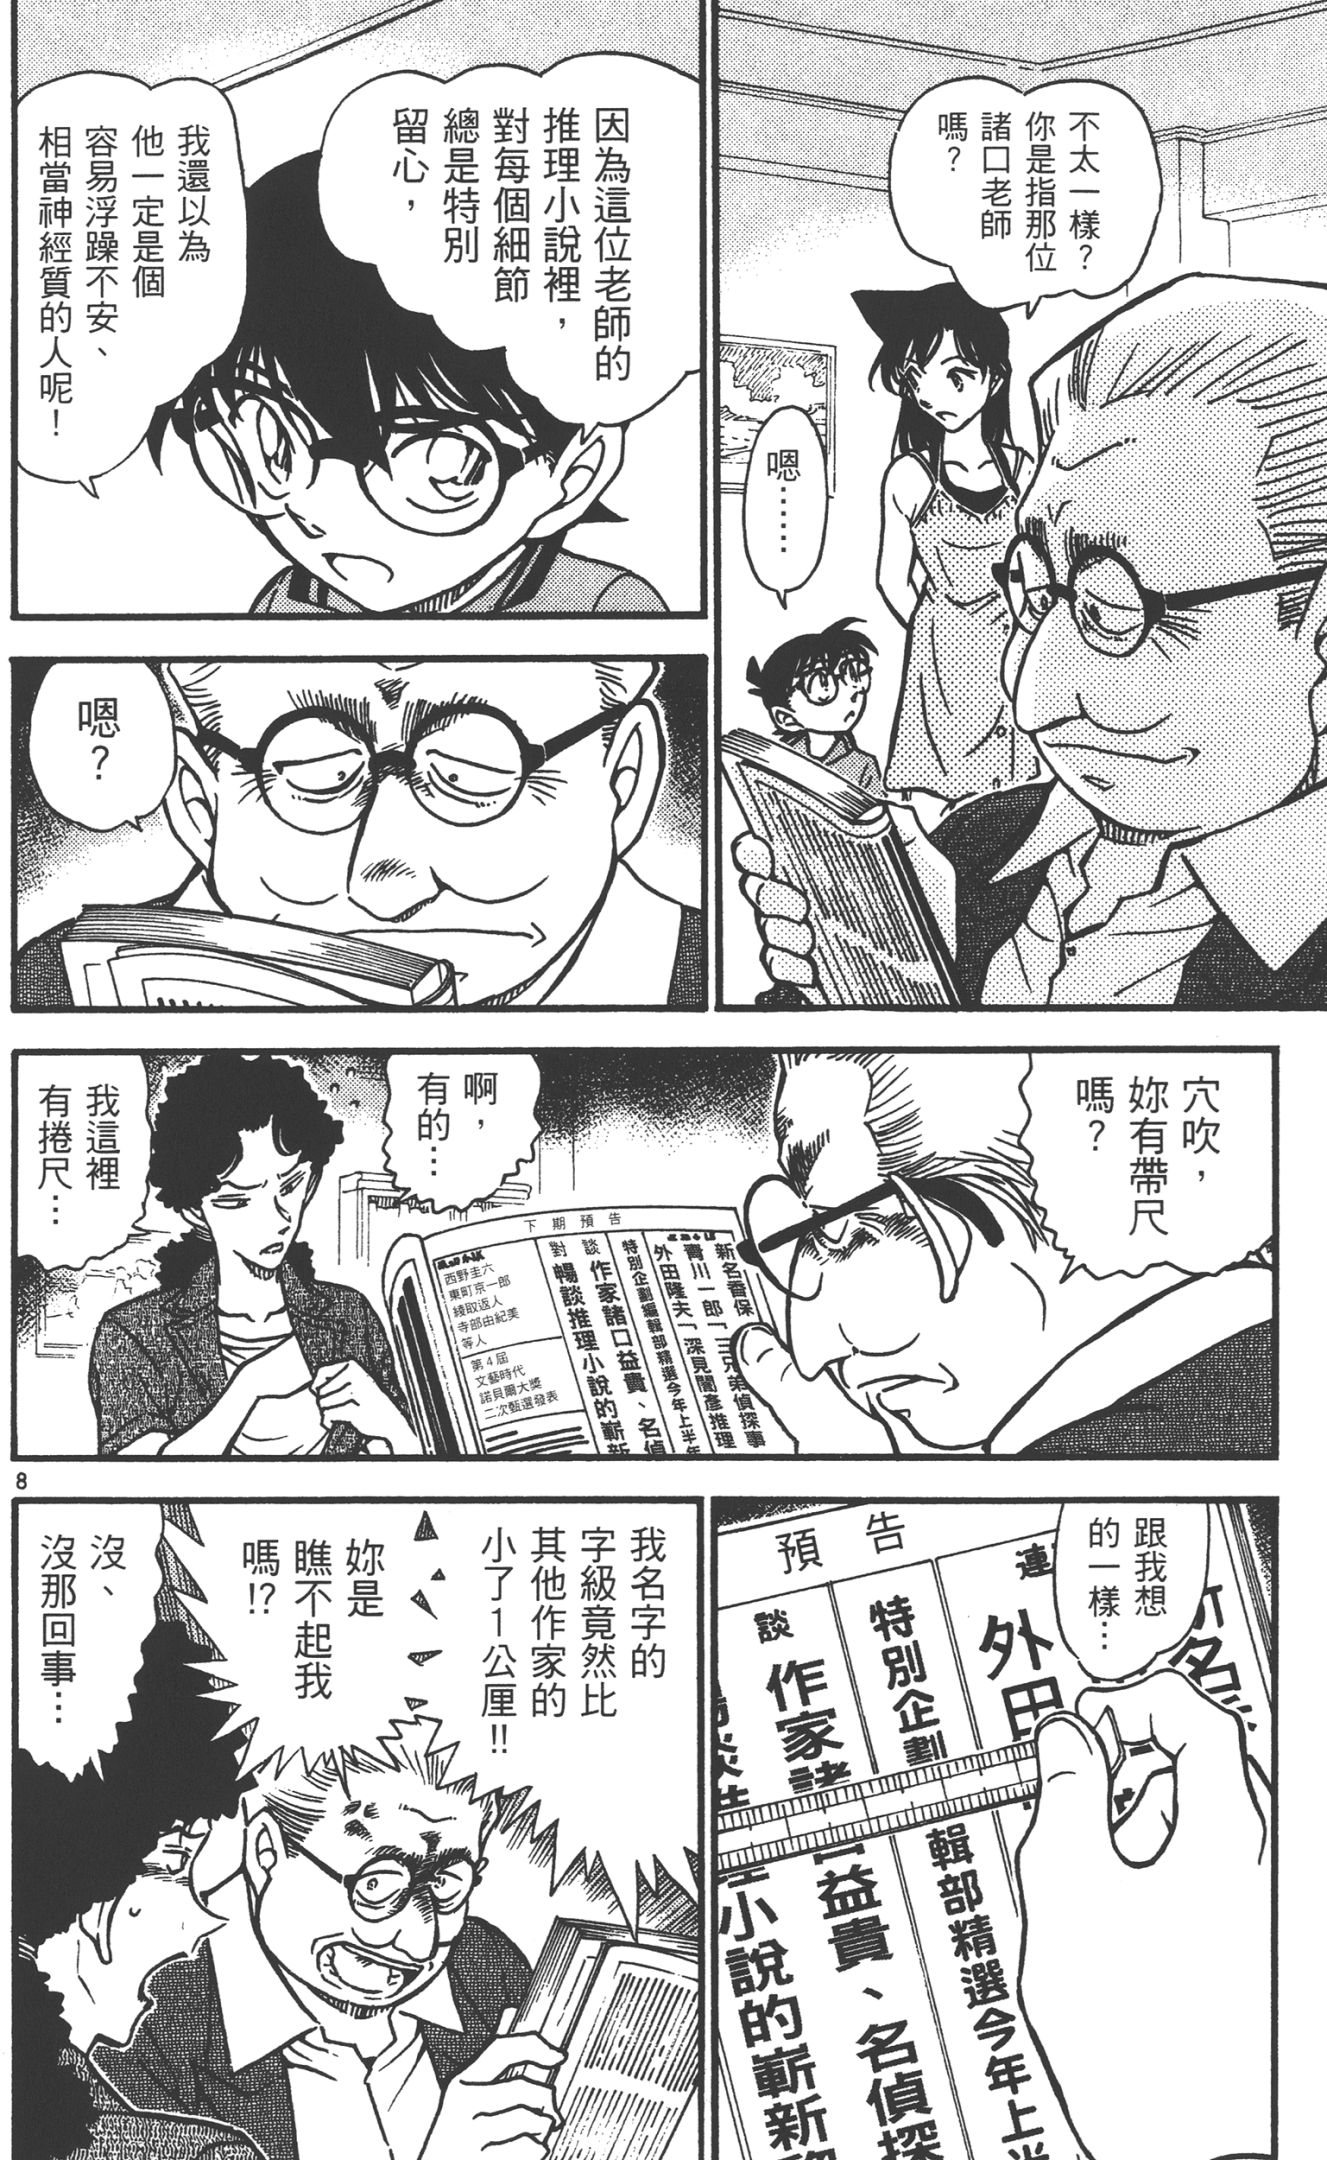 不太一樣？
你是指那位
諸口老師
嗎？
嗯……
因為這位老師的
推理小說裡，
對每個細節
總是特別
留心，
我還以為
他一定是個
容易浮躁不安、
相當神經質的人呢！
嗯？
穴吹，
妳有帶尺
嗎？
啊，
有的…
我這裡
有捲尺…
下期預告
新名香保
青川一郎「三兄弟偵探事
外田隆夫「深見闇彥推理
特別企劃編輯部精選今年上半年
談 作家諸口益貴、名偵
對 暢談推理小說的嶄新
西野圭六
東町京一郎
綾取返人
寺部由紀美
等人
第4屆
文藝時代
諾貝爾大獎
二次甄選發表
8
跟我想
的一樣…
預告
連
外田
特別企劃
輯部精選今年上半
談 作家諸
口益貴、名偵探
小說的嶄新
我名字的
字級竟然比
其他作家的
小了1公厘!!
妳是
瞧不起我
嗎!?
沒、
沒那回事…